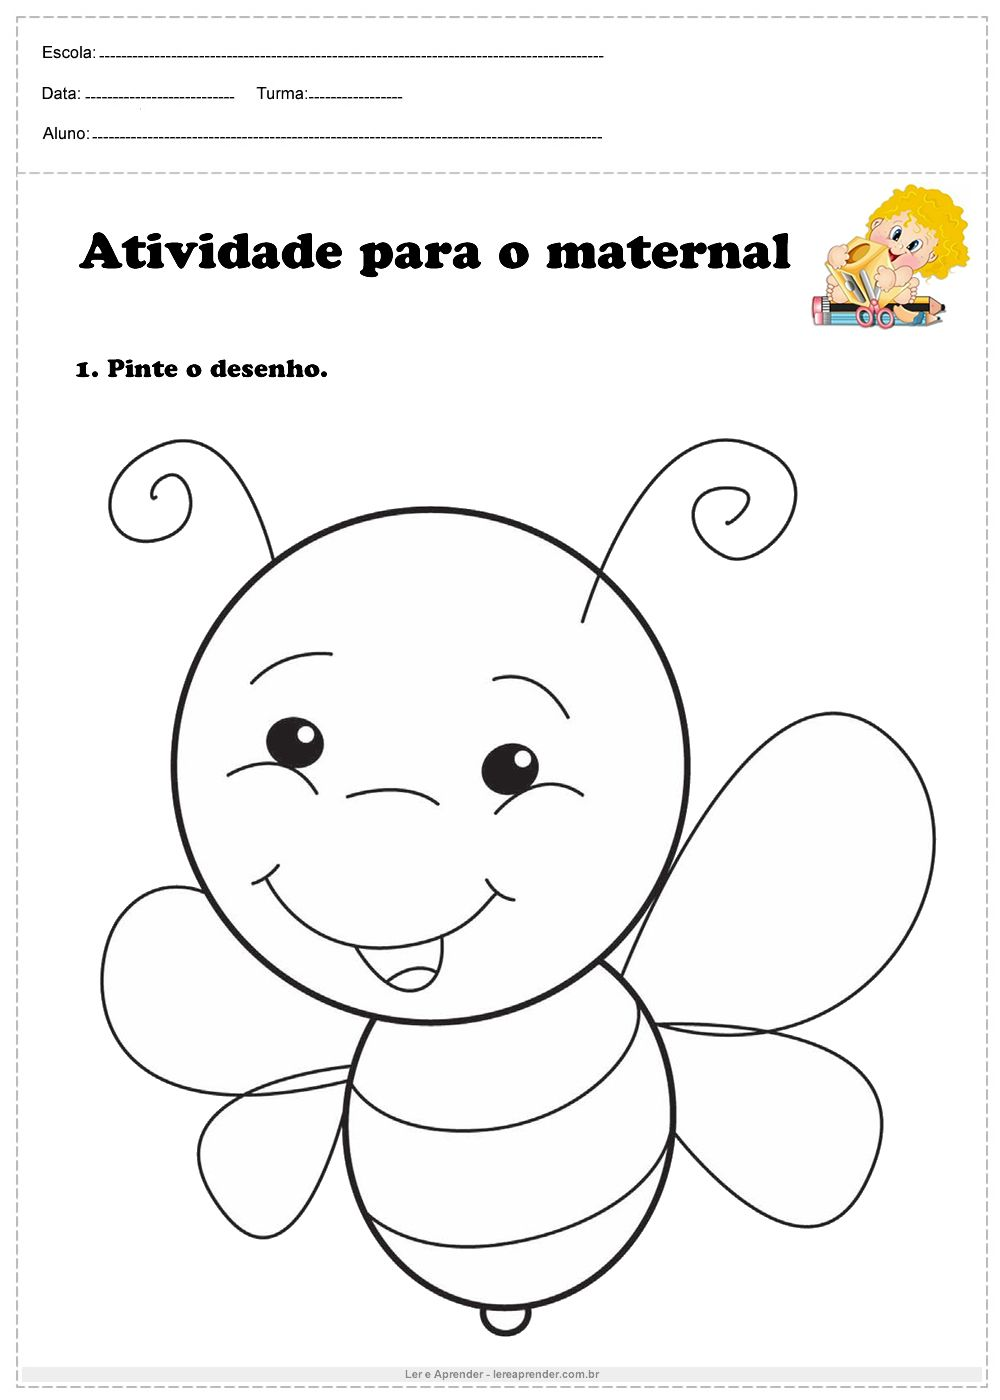 Escola:
Data: Turma:
Aluno:
Atividade para o maternal
1. Pinte o desenho.
Ler e Aprender - lereaprender.com.br